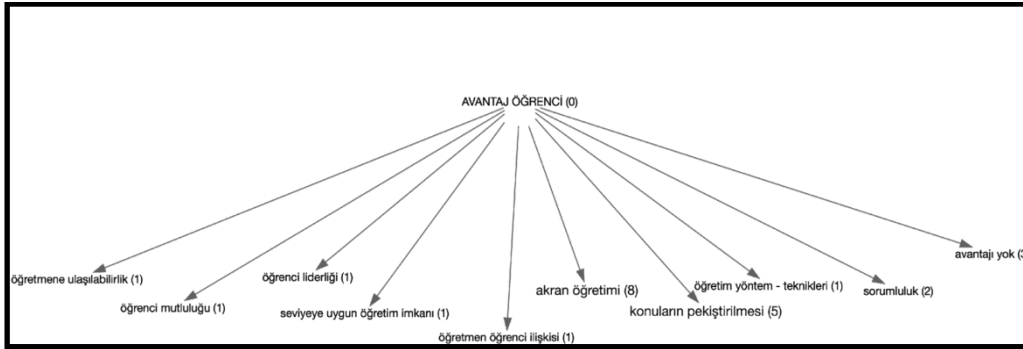 AVANTAJ ÖĞRENCİ (0)
öğretmene ulaşılabilirlik (1)
öğrenci mutluluğu (1)
öğrenci liderliği (1)
seviyeye uygun öğretim imkanı (1)
öğretmen öğrenci ilişkisi (1)
akran öğretimi (8)
konuların pekiştirilmesi (5)
öğretim yöntem - teknikleri (1)
sorumluluk (2)
avantajı yok